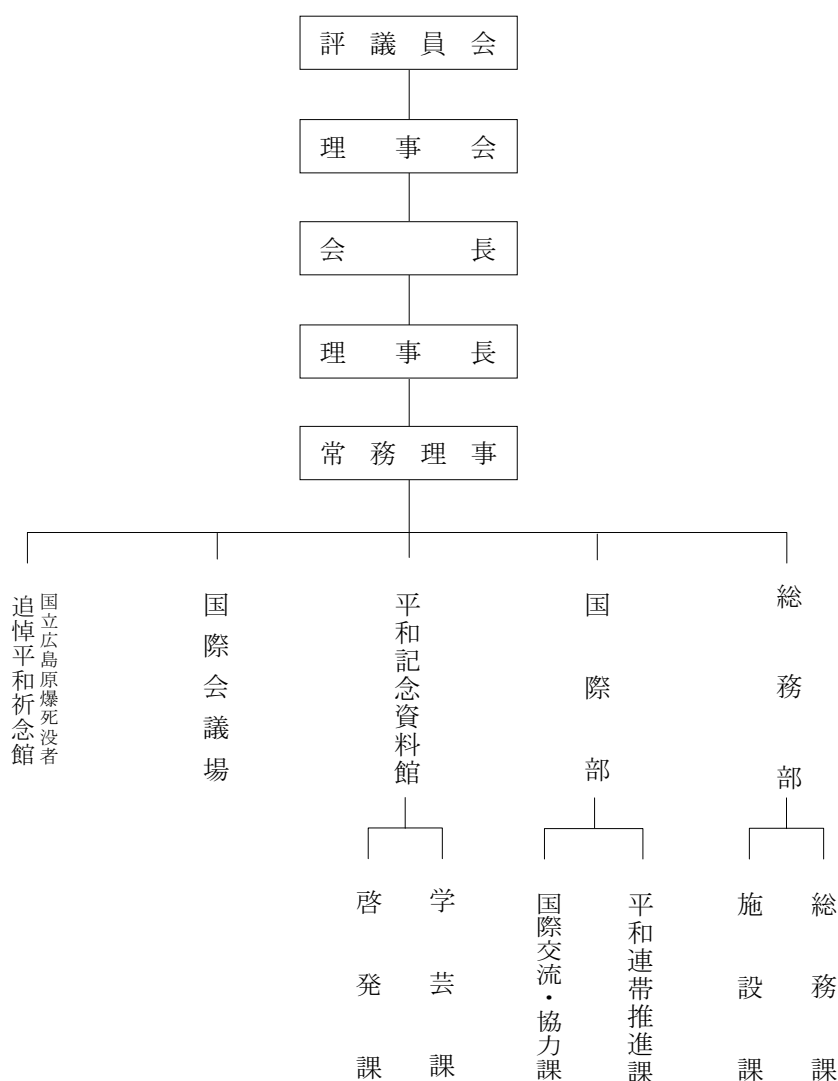 評議員会
理事会
会長
理事長
常務理事
総務部
国際部
平和記念資料館
国際会議場
国立広島原爆死没者
追悼平和祈念館
総務課
施設課
平和連帯推進課
国際交流・協力課
学芸課
啓発課